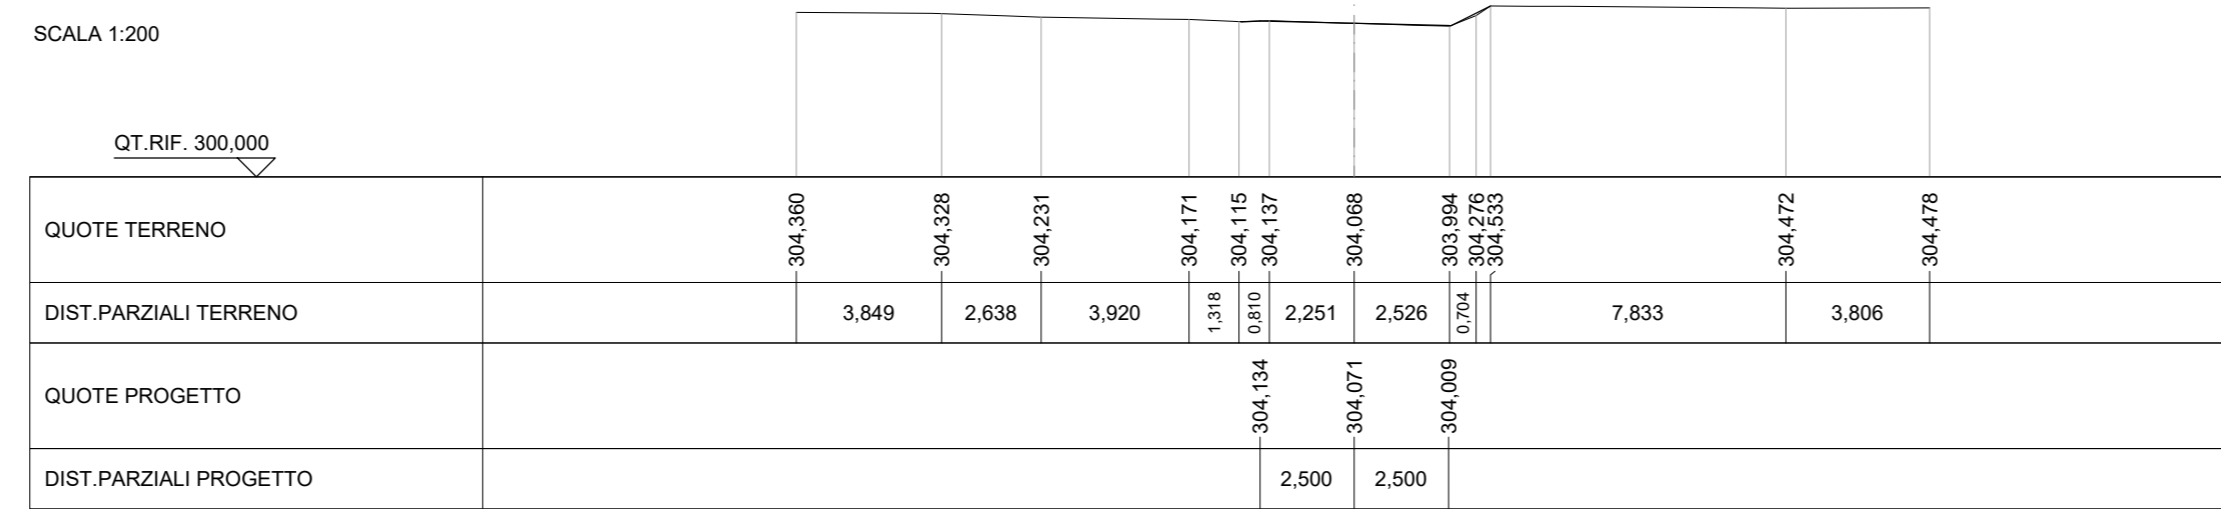 SCALA 1:200
QT.RIF. 300,000
QUOTE TERRENO
304,360 304,328 304,231 304,171 304,115 304,137 304,068 303,994 304,276 304,533 304,472 304,478
DIST.PARZIALI TERRENO
3,849 2,638 3,920 1,318 0,810 2,251 2,526 0,704 7,833 3,806
QUOTE PROGETTO
304,134 304,071 304,009
DIST.PARZIALI PROGETTO
2,500 2,500